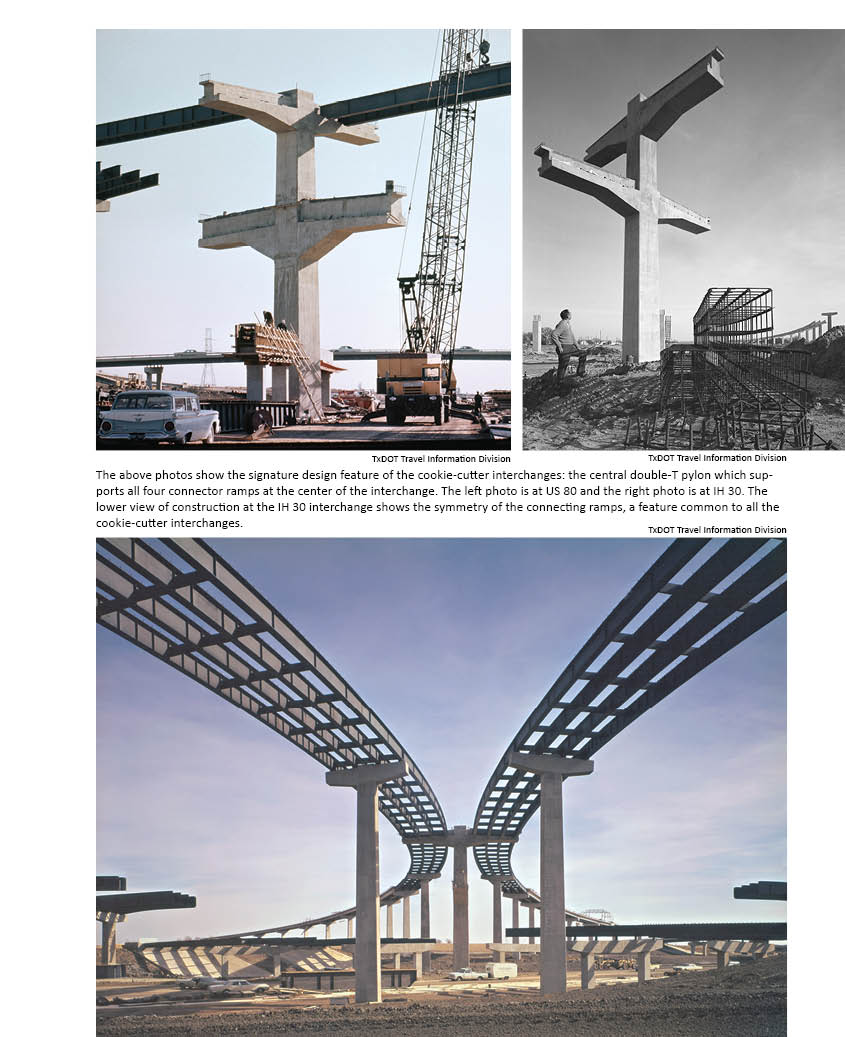 TxDOT Travel Information Division
TxDOT Travel Information Division
The above photos show the signature design feature of the cookie-cutter interchanges: the central double-T pylon which sup-
ports all four connector ramps at the center of the interchange. The left photo is at US 80 and the right photo is at IH 30. The
lower view of construction at the IH 30 interchange shows the symmetry of the connecting ramps, a feature common to all the
cookie-cutter interchanges.
TxDOT Travel Information Division